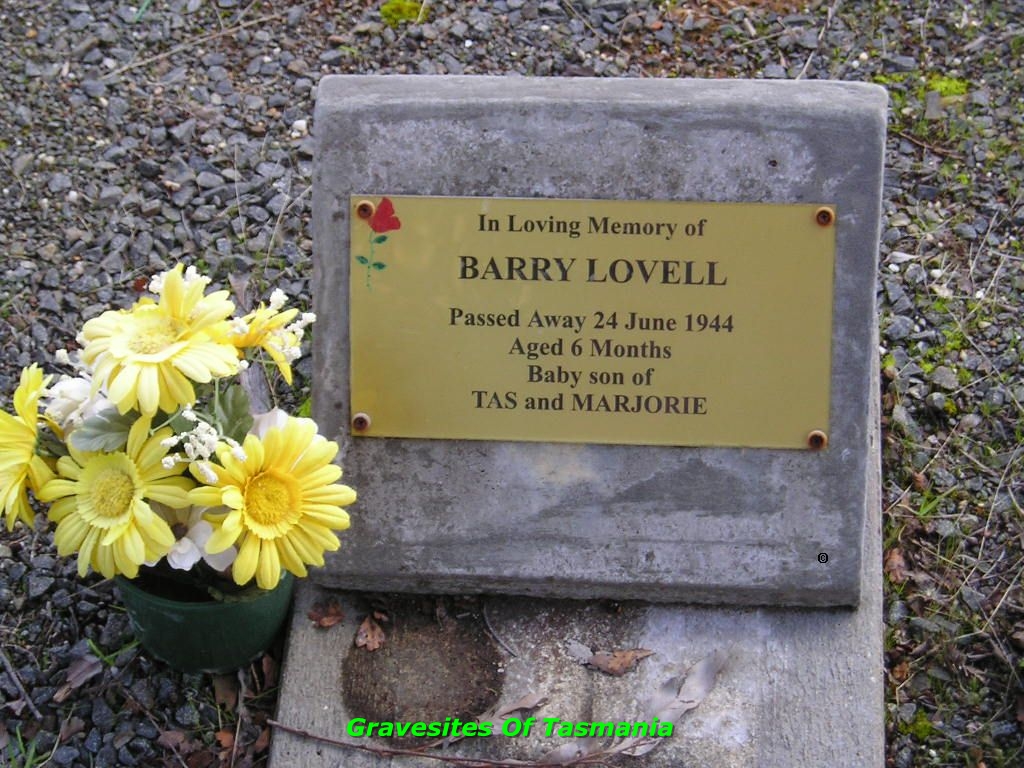 In Loving Memory of
BARRY LOVELL
Passed Away 24 June 1944
Aged 6 Months
Baby son of
TAS and MARJORIE
©
Gravesites Of Tasmania